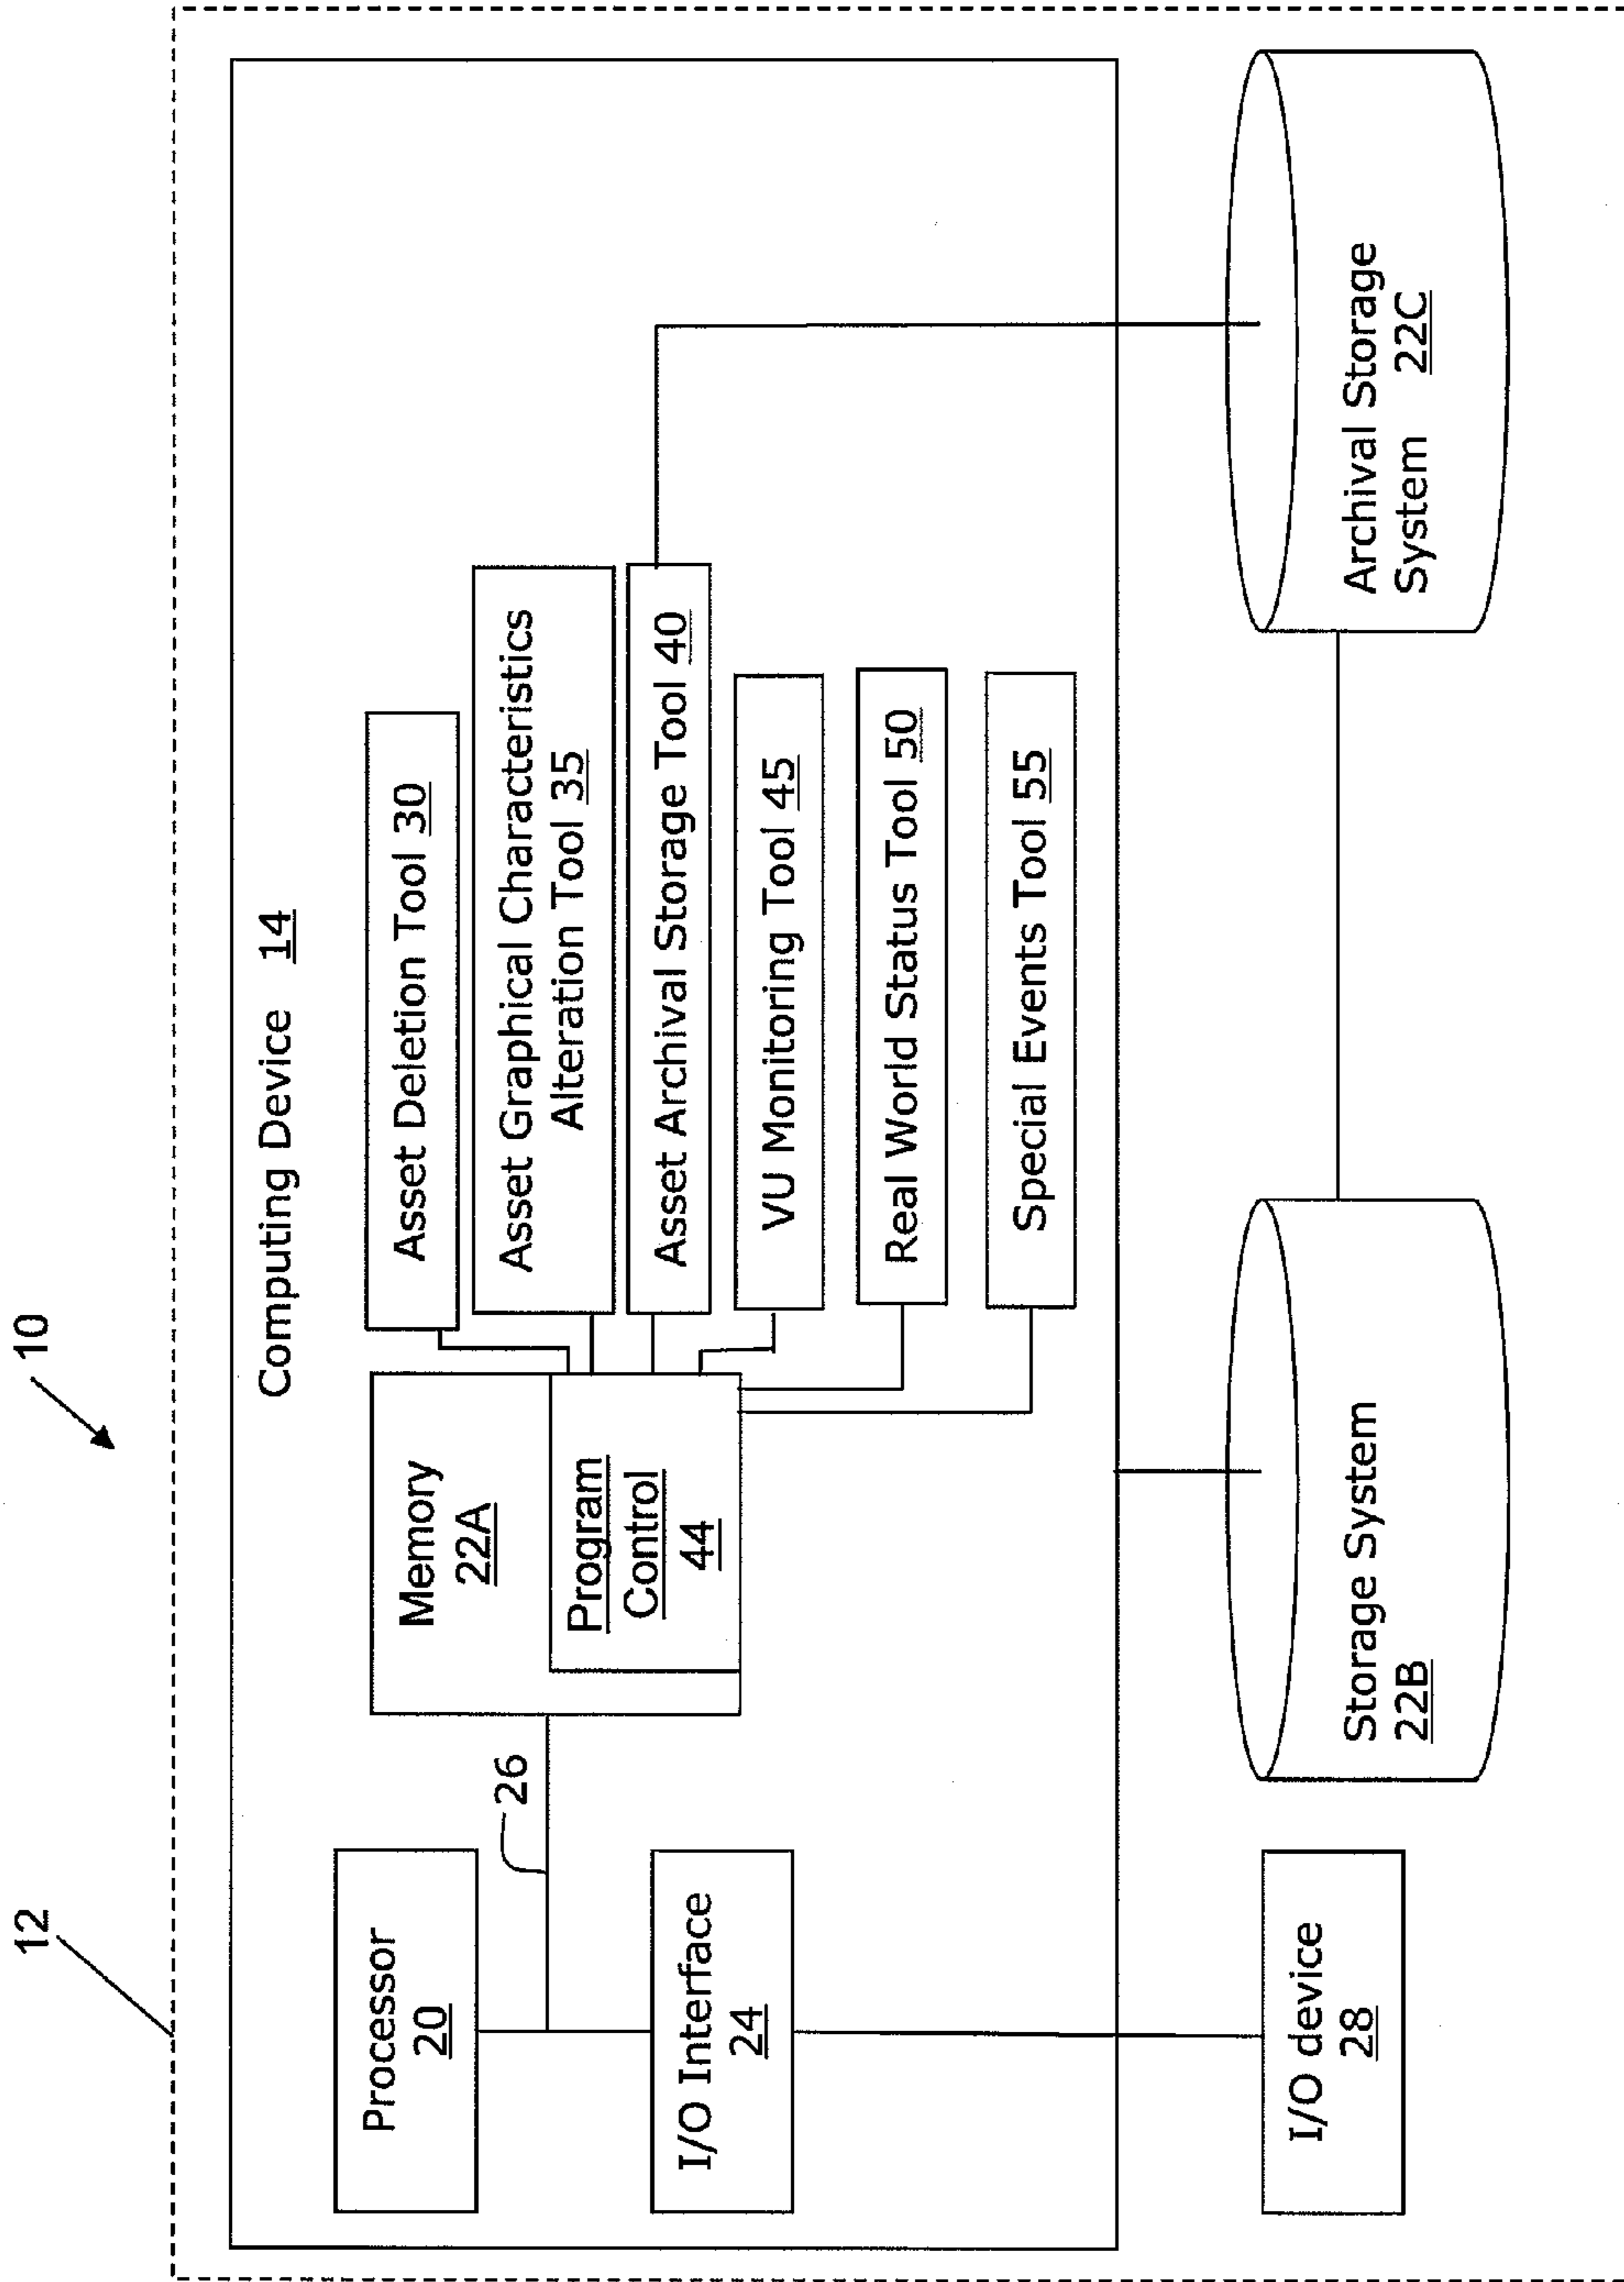 10
12
Computing Device 14
Processor
20
26
I/O Interface
24
Memory
22A
Program
Control
44
Asset Deletion Tool 30
Asset Graphical Characteristics
Alteration Tool 35
Asset Archival Storage Tool 40
VU Monitoring Tool 45
Real World Status Tool 50
Special Events Tool 55
I/O device
28
Storage System
22B
Archival Storage
System 22C